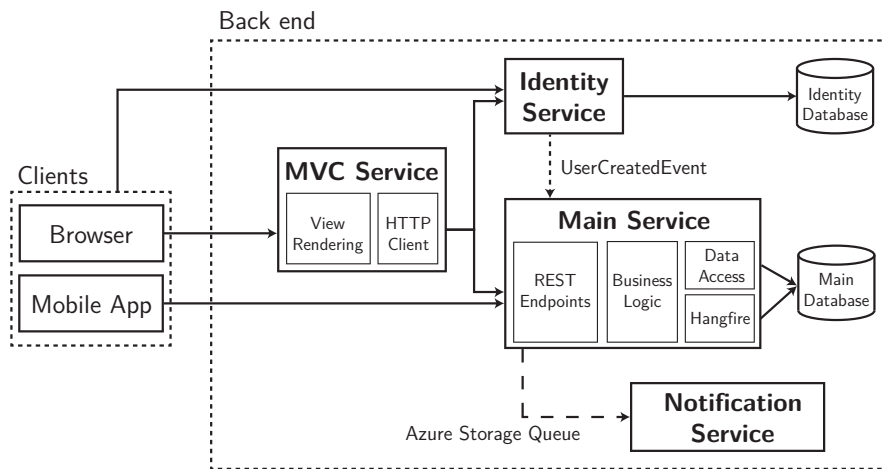 Back end
Identity
Service
Identity
Database
UserCreatedEvent
Clients
Browser
Mobile App
MVC Service
View
Rendering
HTTP
Client
Main Service
REST
Endpoints
Business
Logic
Data
Access
Hangfire
Main
Database
Azure Storage Queue
Notification
Service